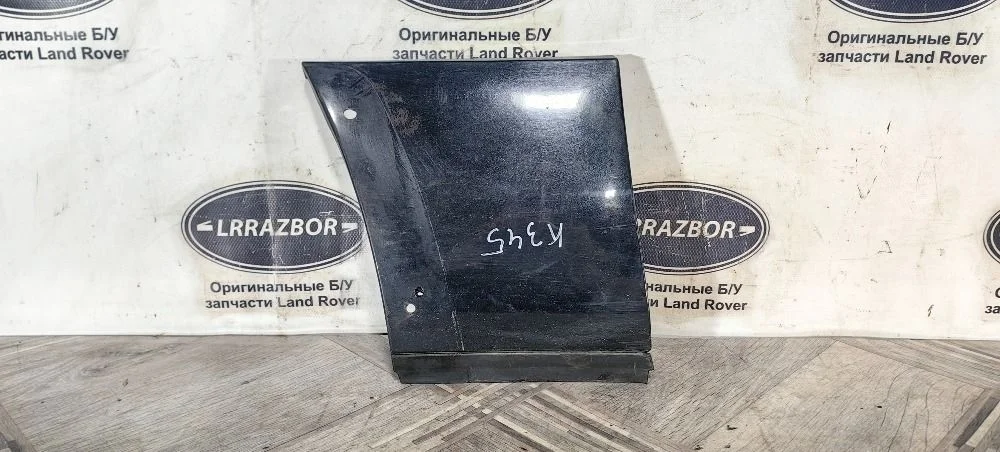 Оригинальные Б/У
запчасти Land Rover
Оригинальные Б/У
запчасти Land Rover
Оригинальные Б/У
запчасти Land Rover
LRRAZBOR
Оригинальные Б/У
запчасти Land Rover
RRAZBOR
нальные Б/У
и Land Rover
K345